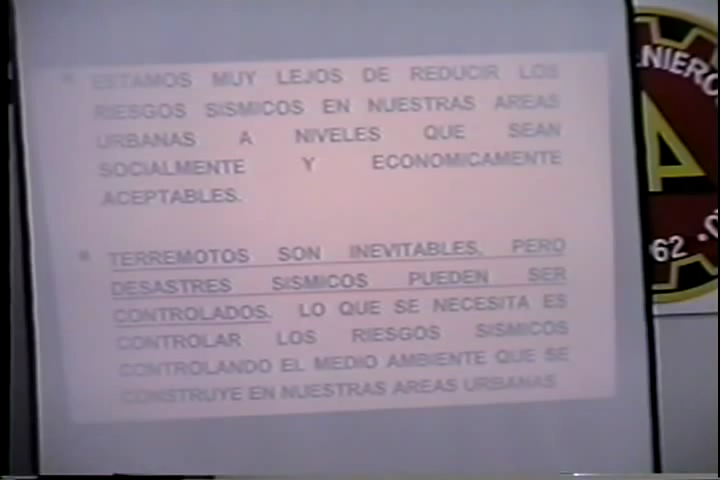 ESTAMOS MUY LEJOS DE REDUCIR LOS
RIESGOS SISMICOS EN NUESTRAS AREAS
URBANAS A NIVELES QUE SEAN
SOCIALMENTE Y ECONOMICAMENTE
ACEPTABLES.
TERREMOTOS SON INEVITABLES, PERO
DESASTRES SISMICOS PUEDEN SER
CONTROLADOS. LO QUE SE NECESITA ES
CONTROLAR LOS RIESGOS SISMICOS
CONTROLANDO EL MEDIO AMBIENTE QUE SE
CONSTRUYE EN NUESTRAS AREAS URBANAS
NIERO
A
62